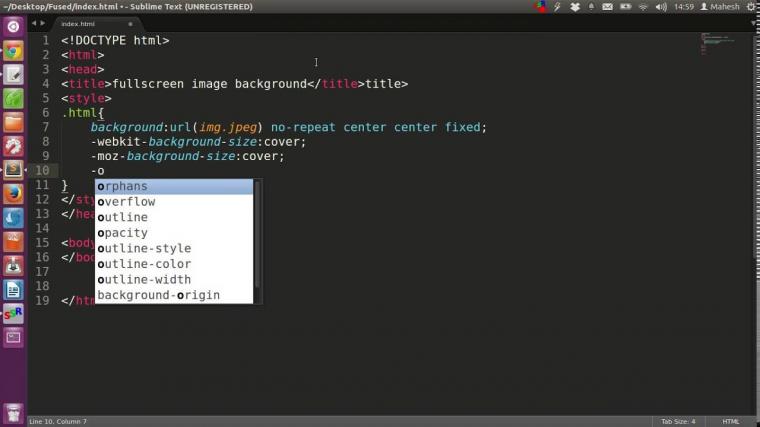 ~/Desktop/Fused/index.html • - Sublime Text (UNREGISTERED)
14:59 Mahesh
index.html
1 <!DOCTYPE html>
2 <html>
3 <head>
4 <title>fullscreen image background</title>title>
5 <style>
6 .html{
7 background:url(img.jpeg) no-repeat center center fixed;
8 -webkit-background-size:cover;
9 -moz-background-size:cover;
10 -o
orphans
11 }
overflow
12 </sty
outline
13 </hea
opacity
14
outline-style
15 <body
outline-color
16 </bod
outline-width
17
background-origin
18
19 </htm
Line 10, Column 7
Tab Size: 4
HTML